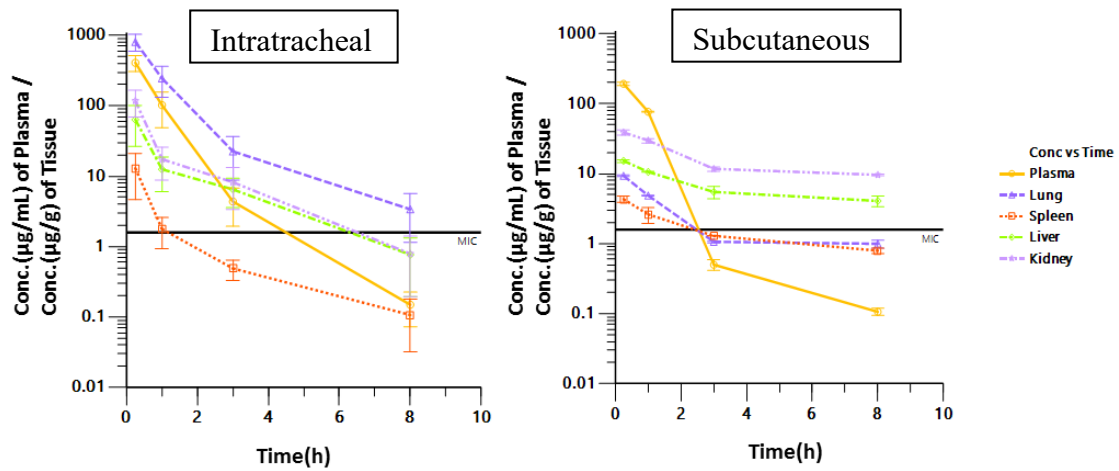 Intratracheal
Conc.(µg/mL) of Plasma /
Conc.(µg/g) of Tissue
1000
100
10
1
0.1
0.01
MIC
0 2 4 6 8 10
Time(h)
Subcutaneous
Conc.(µg/mL) of Plasma /
Conc.(µg/g) of Tissue
1000
100
10
1
0.1
0.01
MIC
0 2 4 6 8 10
Time(h)
Conc vs Time
Plasma
Lung
Spleen
Liver
Kidney